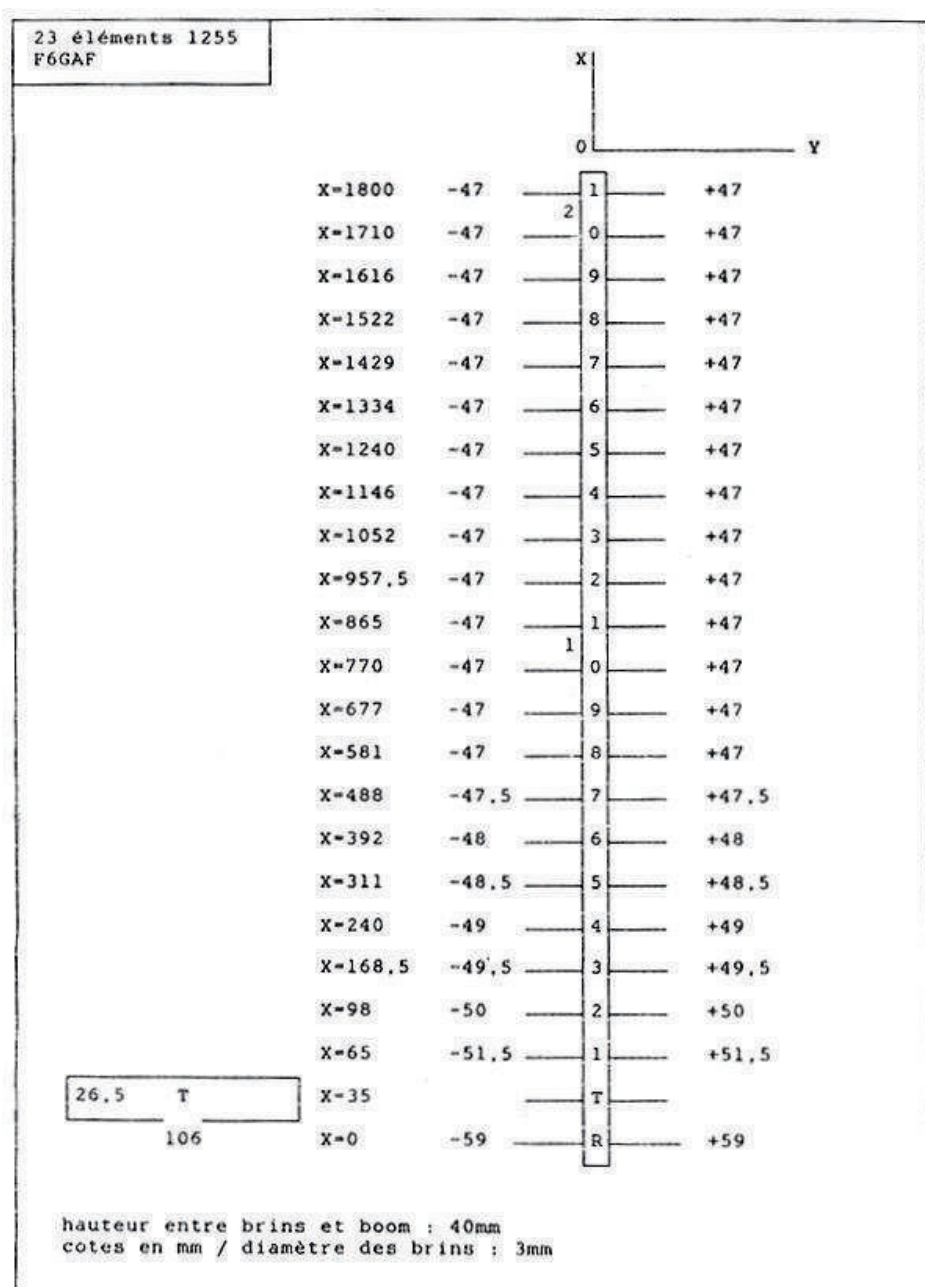 23 éléments 1255
F6GAF
X
O Y
X=1800 -47 1 +47
2
X=1710 -47 0 +47
X=1616 -47 9 +47
X=1522 -47 8 +47
X=1429 -47 7 +47
X=1334 -47 6 +47
X=1240 -47 5 +47
X=1146 -47 4 +47
X=1052 -47 3 +47
X=957,5 -47 2 +47
X=865 -47 1 +47
1
X=770 -47 0 +47
X=677 -47 9 +47
X=581 -47 8 +47
X=488 -47,5 7 +47,5
X=392 -48 6 +48
X=311 -48,5 5 +48,5
X=240 -49 4 +49
X=168,5 -49,5 3 +49,5
X=98 -50 2 +50
X=65 -51,5 1 +51,5
26,5 T X=35 T
106 X=0 -59 R +59
hauteur entre brins et boom : 40mm
cotes en mm / diamètre des brins : 3mm